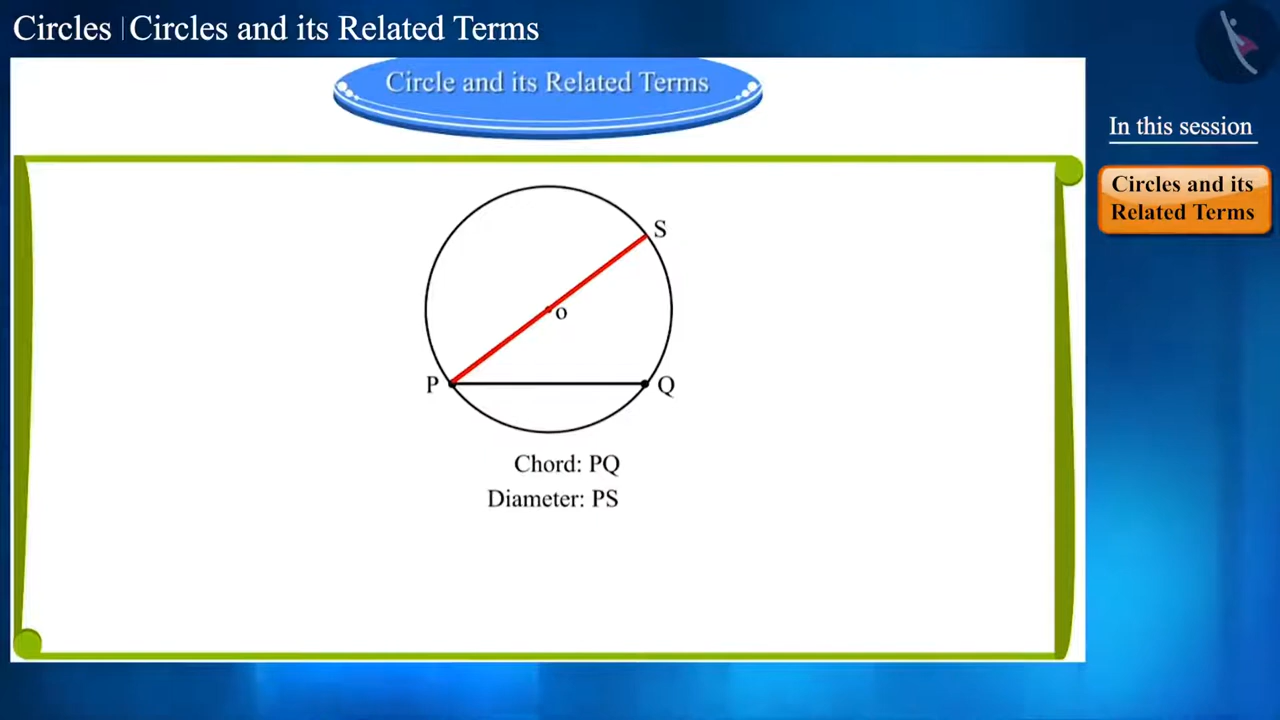 Circles | Circles and its Related Terms
Circle and its Related Terms
In this session
Circles and its
Related Terms
S
o
P
Q
Chord: PQ
Diameter: PS